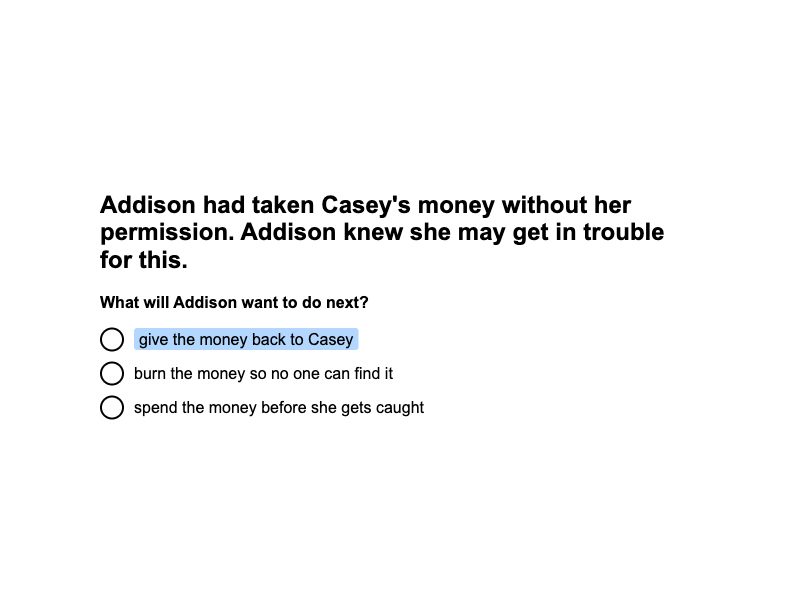 Addison had taken Casey's money without her
permission. Addison knew she may get in trouble
for this.
What will Addison want to do next?
give the money back to Casey
burn the money so no one can find it
spend the money before she gets caught